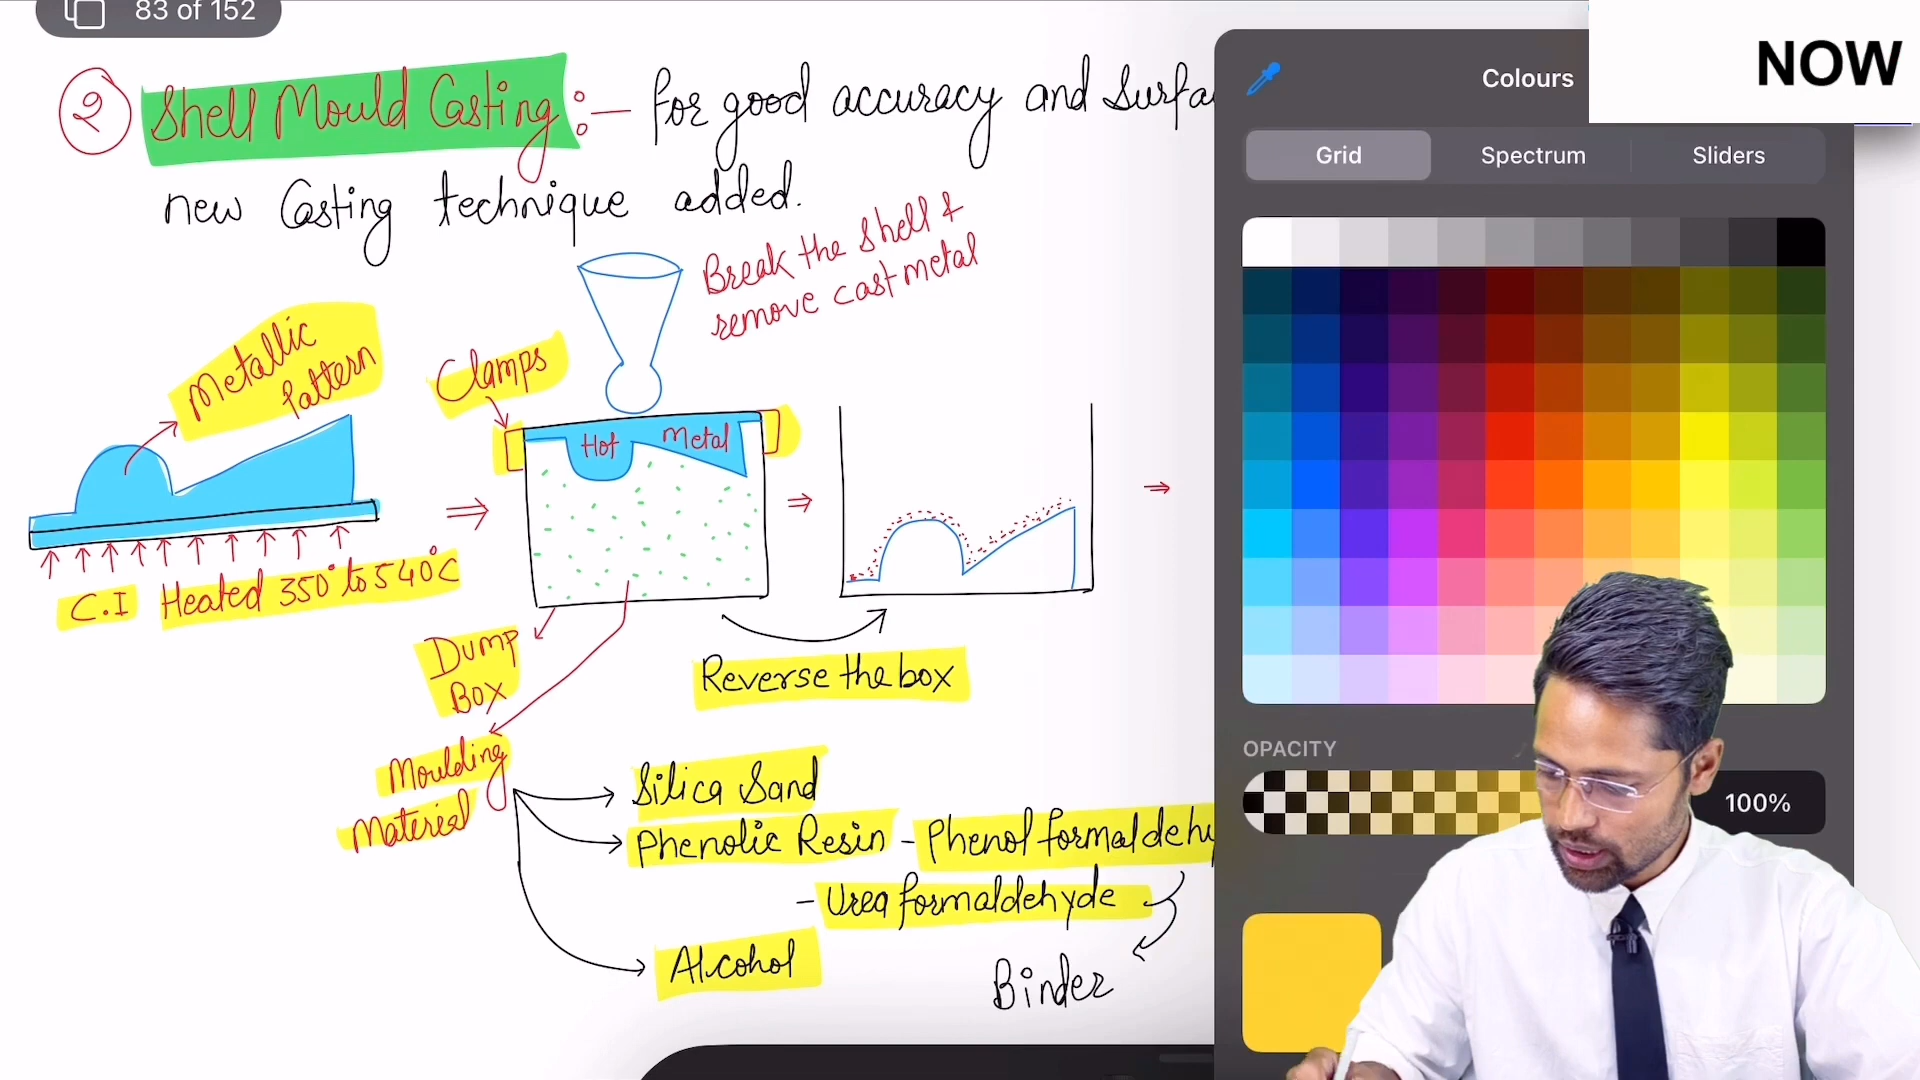 83 of 152
NOW
② Shell Mould Casting :- for good accuracy and Surfa
new Casting technique added.
Break the Shell &
remove cast metal
Metallic
Pattern
Clamps
Hot Metal
C.I Heated 350° to 540°C
Dump
Box
Reverse the box
Moulding
Material
Silica Sand
Phenolic Resin - Phenol formaldehy
- Urea formaldehyde
Alcohol
Binder
Colours
Grid Spectrum Sliders
OPACITY
100%